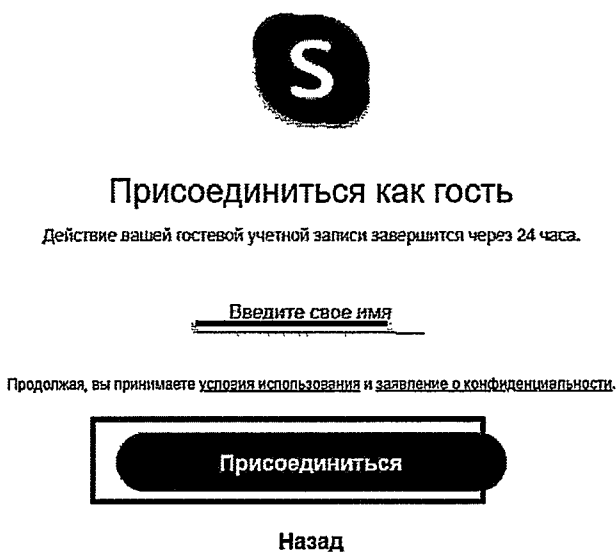 S
Присоединиться как гость
Действие вашей гостевой учетной записи завершится через 24 часа.
Введите свое имя
Продолжая, вы принимаете условия использования и заявление о конфиденциальности.
Присоединиться
Назад